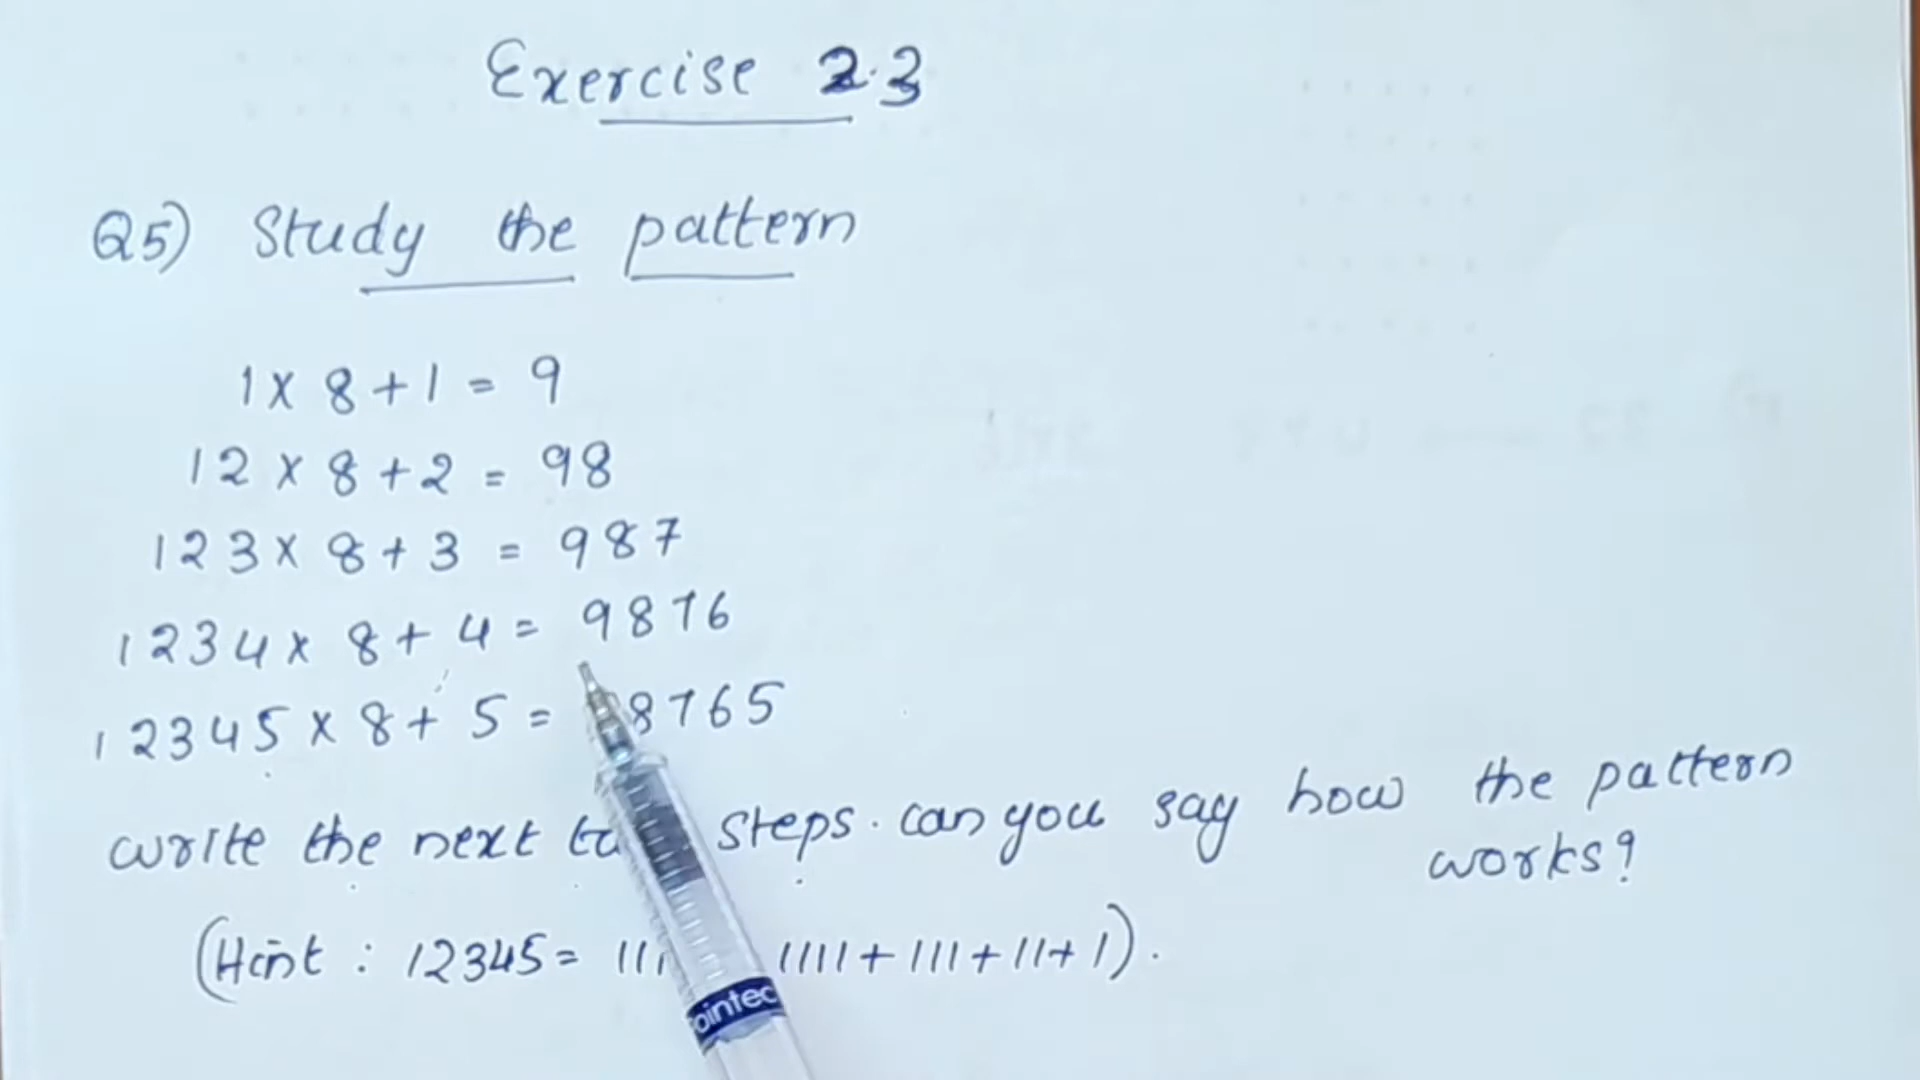 Exercise 2.3
Q5) Study the pattern
1 x 8 + 1 = 9
12 x 8 + 2 = 98
123 x 8 + 3 = 987
1234 x 8 + 4 = 9876
12345 x 8 + 5 = 8765
write the next steps. can you say how the pattern
works?
(Hint : 12345 = 111 1111 + 111 + 11 + 1).
ointec